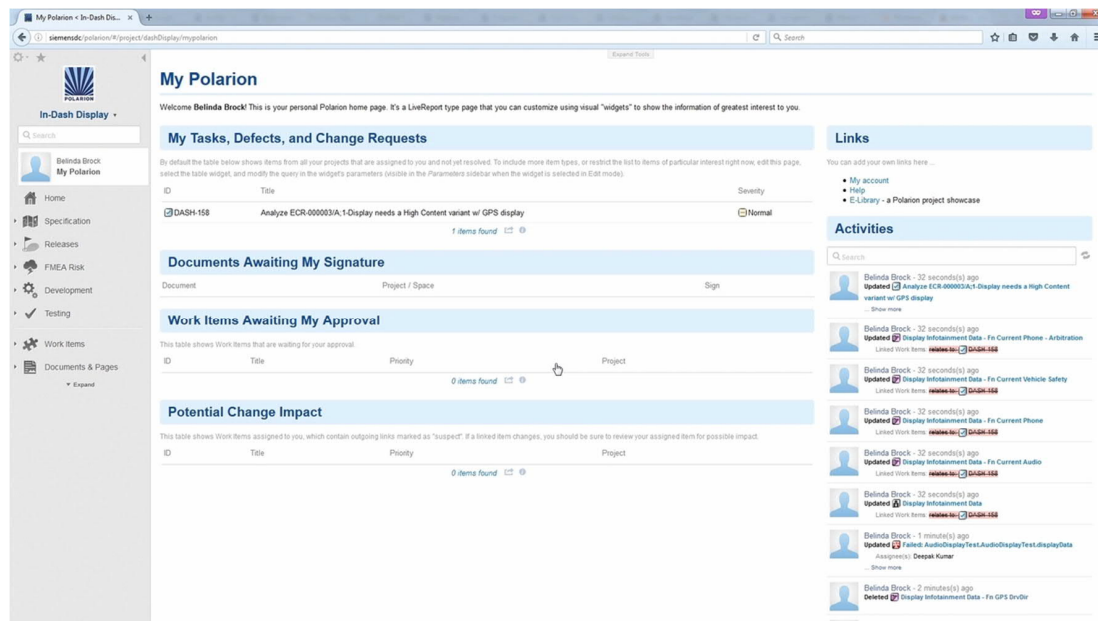 My Polarion < In-Dash Dis...
siemensdc/polarion/#/project/dashDisplay/mypolarion
Search
Expand Tools
POLARION
In-Dash Display
Search
Belinda Brock
My Polarion
Home
Specification
Releases
FMEA Risk
Development
Testing
Work Items
Documents & Pages
Expand
My Polarion
Welcome Belinda Brock! This is your personal Polarion home page. It's a LiveReport type page that you can customize using visual "widgets" to show the information of greatest interest to you.
My Tasks, Defects, and Change Requests
By default the table below shows items from all your projects that are assigned to you and not yet resolved. To include more item types, or restrict the list to items of particular interest right now, edit this page,
select the table widget, and modify the query in the widget's parameters (visible in the Parameters sidebar when the widget is selected in Edit mode).
ID Title Severity
DASH-158 Analyze ECR-000003/A;1-Display needs a High Content variant w/ GPS display Normal
1 items found
Documents Awaiting My Signature
Document Project / Space Sign
Work Items Awaiting My Approval
This table shows Work Items that are waiting for your approval.
ID Title Priority Project
0 items found
Potential Change Impact
This table shows Work Items assigned to you, which contain outgoing links marked as "suspect". If a linked item changes, you should be sure to review your assigned item for possible impact.
ID Title Priority Project
0 items found
Links
You can add your own links here ...
My account
Help
E-Library - a Polarion project showcase
Activities
Search
Belinda Brock - 32 seconds(s) ago
Updated Analyze ECR-000003/A;1-Display needs a High Content
variant w/ GPS display
... Show more
Belinda Brock - 32 seconds(s) ago
Updated Display Infotainment Data - Fn Current Phone - Arbitration
Linked Work Items: relates to: DASH-158
Belinda Brock - 32 seconds(s) ago
Updated Display Infotainment Data - Fn Current Vehicle Safety
Linked Work Items: relates to: DASH-158
Belinda Brock - 32 seconds(s) ago
Updated Display Infotainment Data - Fn Current Phone
Linked Work Items: relates to: DASH-158
Belinda Brock - 32 seconds(s) ago
Updated Display Infotainment Data - Fn Current Audio
Linked Work Items: relates to: DASH-158
Belinda Brock - 32 seconds(s) ago
Updated Display Infotainment Data
Linked Work Items: relates to: DASH-158
Belinda Brock - 1 minute(s) ago
Updated Failed: AudioDisplayTest.AudioDisplayTest.displayData
Assignee(s): Deepak Kumar
... Show more
Belinda Brock - 2 minutes(s) ago
Deleted Display Infotainment Data - Fn GPS DrvDir